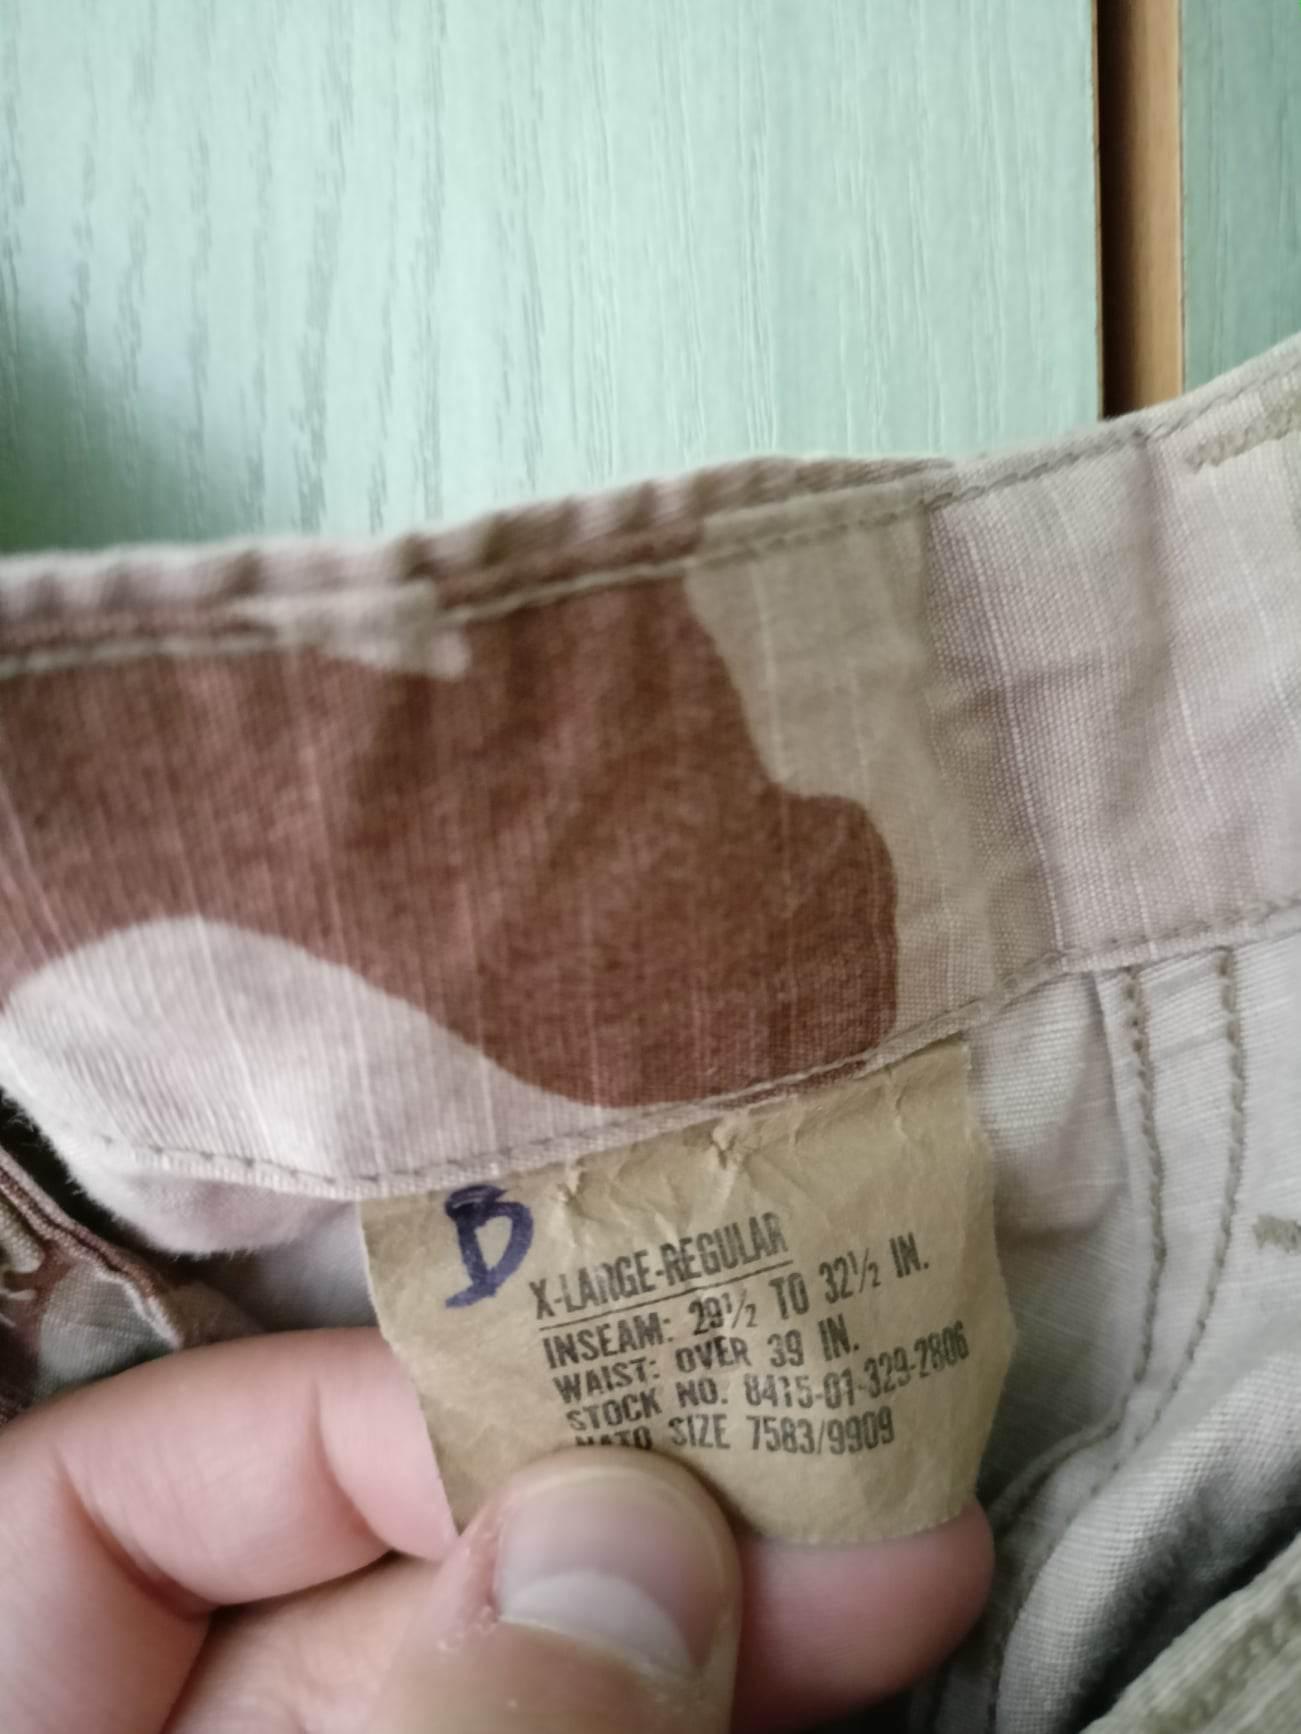 B
X-LARGE-REGULAR
INSEAM: 29½ TO 32½ IN.
WAIST: OVER 39 IN.
STOCK NO. 8415-01-329-2806
NATO SIZE 7583/9909